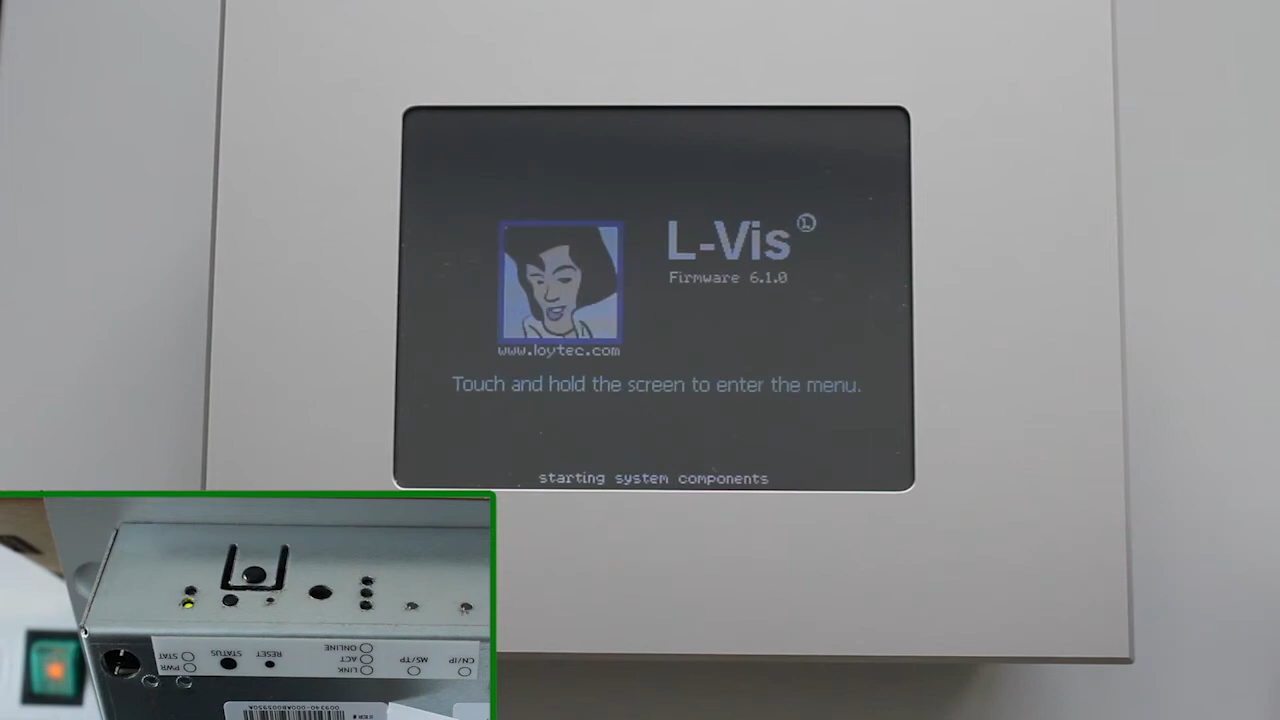 L-Vis
Firmware 6.1.0
www.loytec.com
Touch and hold the screen to enter the menu.
starting system components
STAT
PWR
STATUS
RESET
ONLINE
ACT
LINK
MS/TP
CN/IP